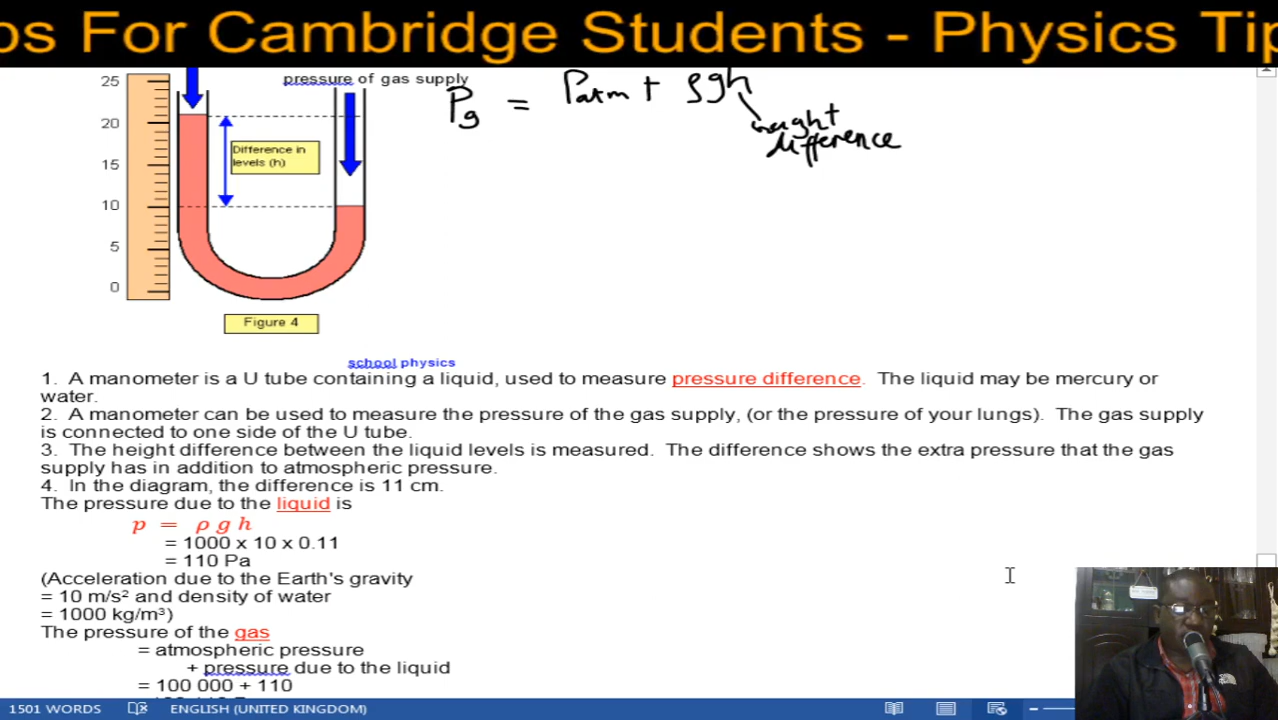 os For Cambridge Students - Physics Tip
25
20
15
10
5
0
pressure of gas supply
Difference in
levels (h)
Figure 4
Pg = Patm + ρgh
height
difference
school physics
1. A manometer is a U tube containing a liquid, used to measure pressure difference. The liquid may be mercury or
water.
2. A manometer can be used to measure the pressure of the gas supply, (or the pressure of your lungs). The gas supply
is connected to one side of the U tube.
3. The height difference between the liquid levels is measured. The difference shows the extra pressure that the gas
supply has in addition to atmospheric pressure.
4. In the diagram, the difference is 11 cm.
The pressure due to the liquid is
p = ρ g h
= 1000 x 10 x 0.11
= 110 Pa
(Acceleration due to the Earth's gravity
= 10 m/s² and density of water
= 1000 kg/m³)
The pressure of the gas
= atmospheric pressure
+ pressure due to the liquid
= 100 000 + 110
1501 WORDS
ENGLISH (UNITED KINGDOM)